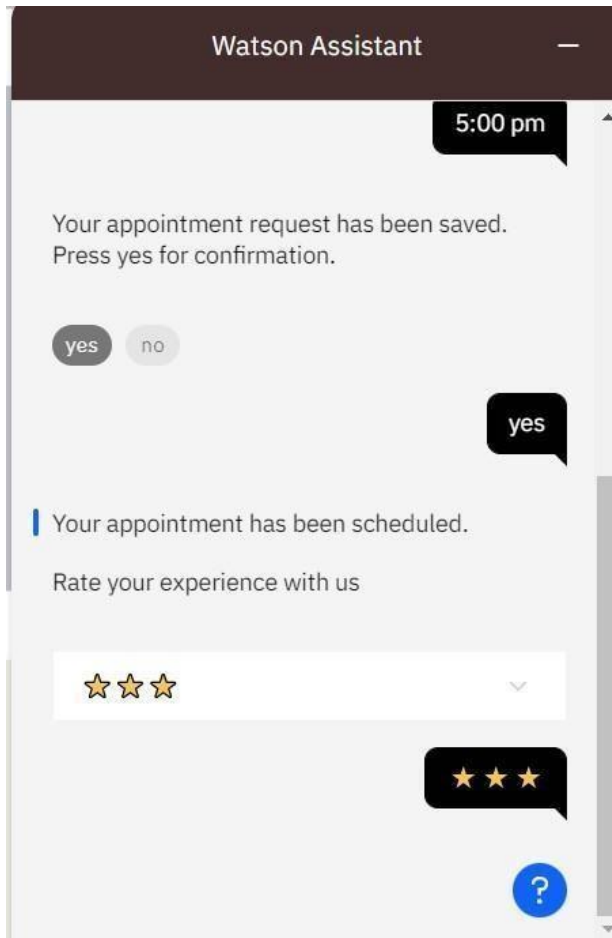 Watson Assistant
5:00 pm
Your appointment request has been saved.
Press yes for confirmation.
yes no
yes
Your appointment has been scheduled.
Rate your experience with us
?